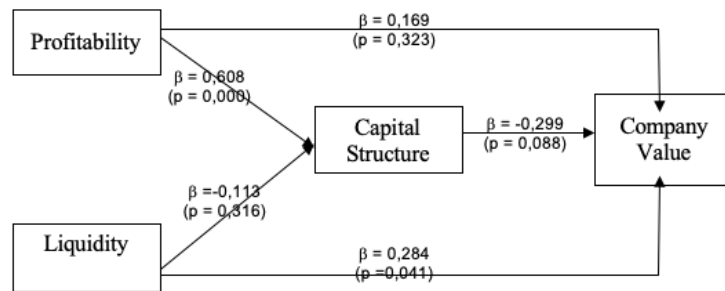 β = 0,169
(p = 0,323)
Profitability
β = 0,608
(p = 0,000)
Capital
Structure
β = -0,299
(p = 0,088)
Company
Value
β =-0,113
(p = 0,316)
Liquidity
β = 0,284
(p =0,041)